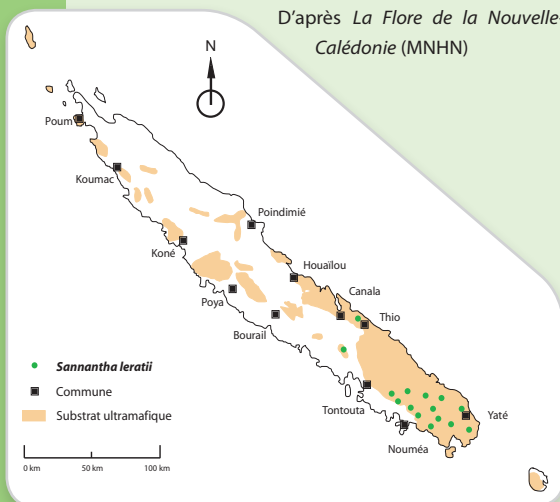 D’après La Flore de la Nouvelle-
Calédonie (MNHN)
N
Poum
Koumac
Poindimié
Koné
Houaïlou
Canala
Poya
Thio
Bourail
Sannantha leratii
Commune
Tontouta
Yaté
Substrat ultramafique
Nouméa
0 km 50 km 100 km